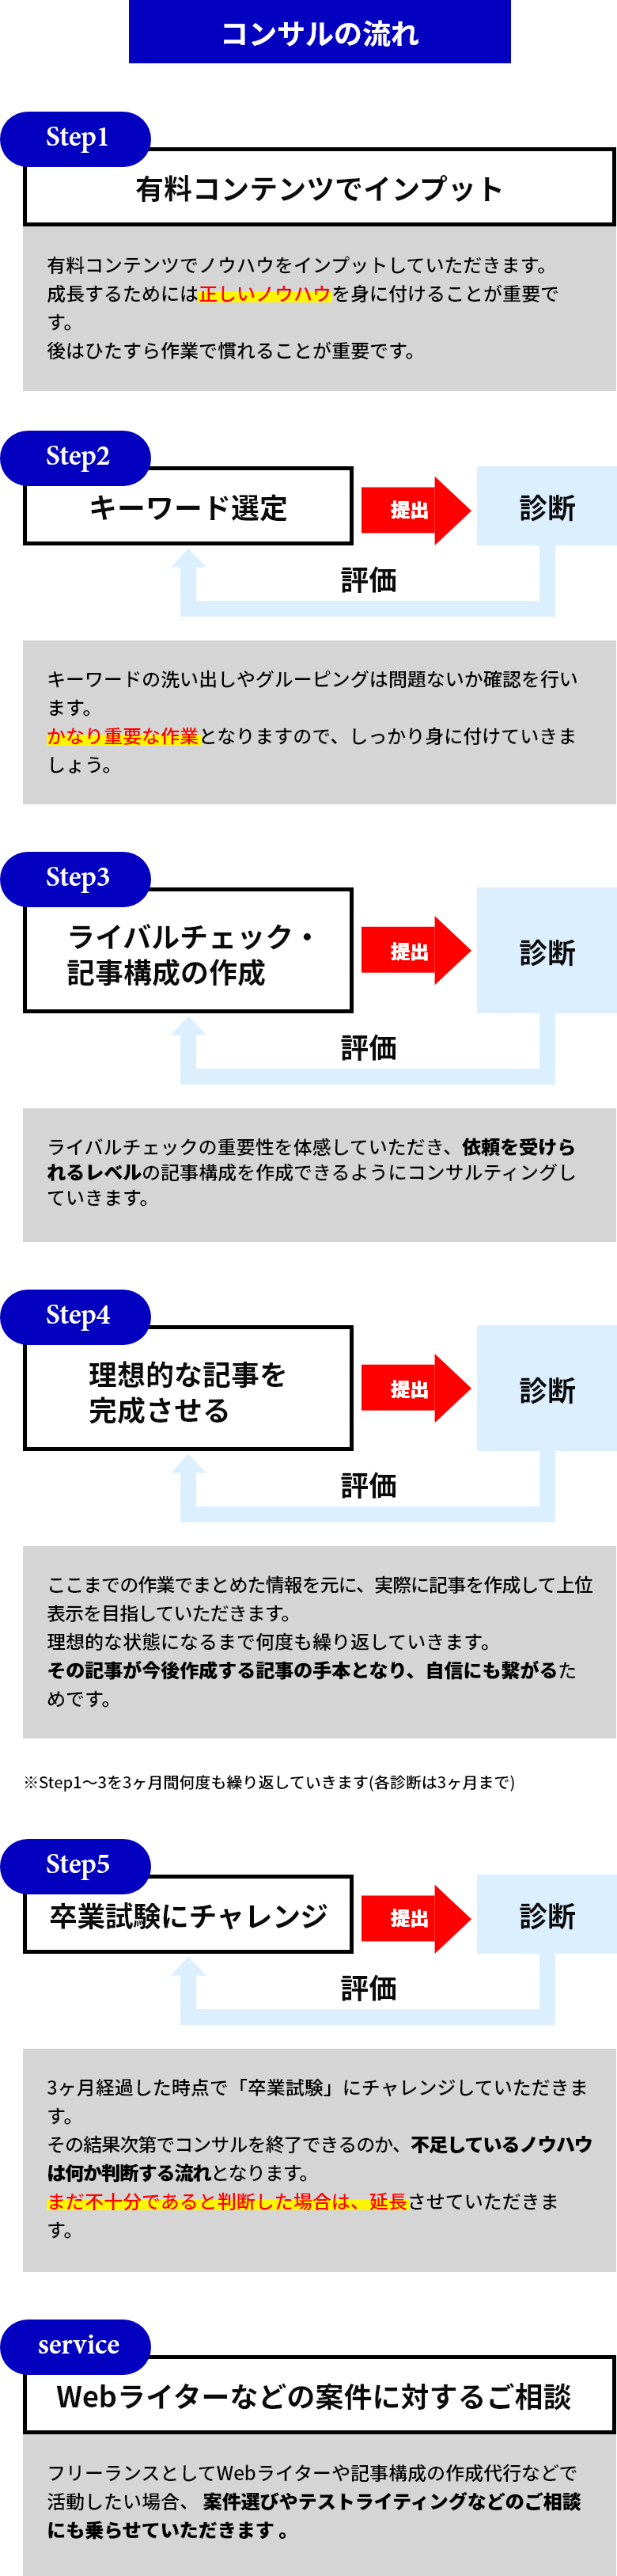 コンサルの流れ
Step1
有料コンテンツでインプット
有料コンテンツでノウハウをインプットしていただきます。
成長するためには正しいノウハウを身に付けることが重要で
す。
後はひたすら作業で慣れることが重要です。
Step2
キーワード選定
提出
診断
評価
キーワードの洗い出しやグルーピングは問題ないか確認を行い
ます。
かなり重要な作業となりますので、しっかり身に付けていきま
しょう。
Step3
ライバルチェック・
記事構成の作成
提出
診断
評価
ライバルチェックの重要性を体感していただき、依頼を受けら
れるレベルの記事構成を作成できるようにコンサルティングし
ていきます。
Step4
理想的な記事を
完成させる
提出
診断
評価
ここまでの作業でまとめた情報を元に、実際に記事を作成して上位
表示を目指していただきます。
理想的な状態になるまで何度も繰り返していきます。
その記事が今後作成する記事の手本となり、自信にも繋がるた
めです。
※Step1〜3を3ヶ月間何度も繰り返していきます(各診断は3ヶ月まで)
Step5
卒業試験にチャレンジ
提出
診断
評価
3ヶ月経過した時点で「卒業試験」にチャレンジしていただきま
す。
その結果次第でコンサルを終了できるのか、不足しているノウハウ
は何か判断する流れとなります。
まだ不十分であると判断した場合は、延長させていただきま
す。
service
Webライターなどの案件に対するご相談
フリーランスとしてWebライターや記事構成の作成代行などで
活動したい場合、 案件選びやテストライティングなどのご相談
にも乗らせていただきます 。